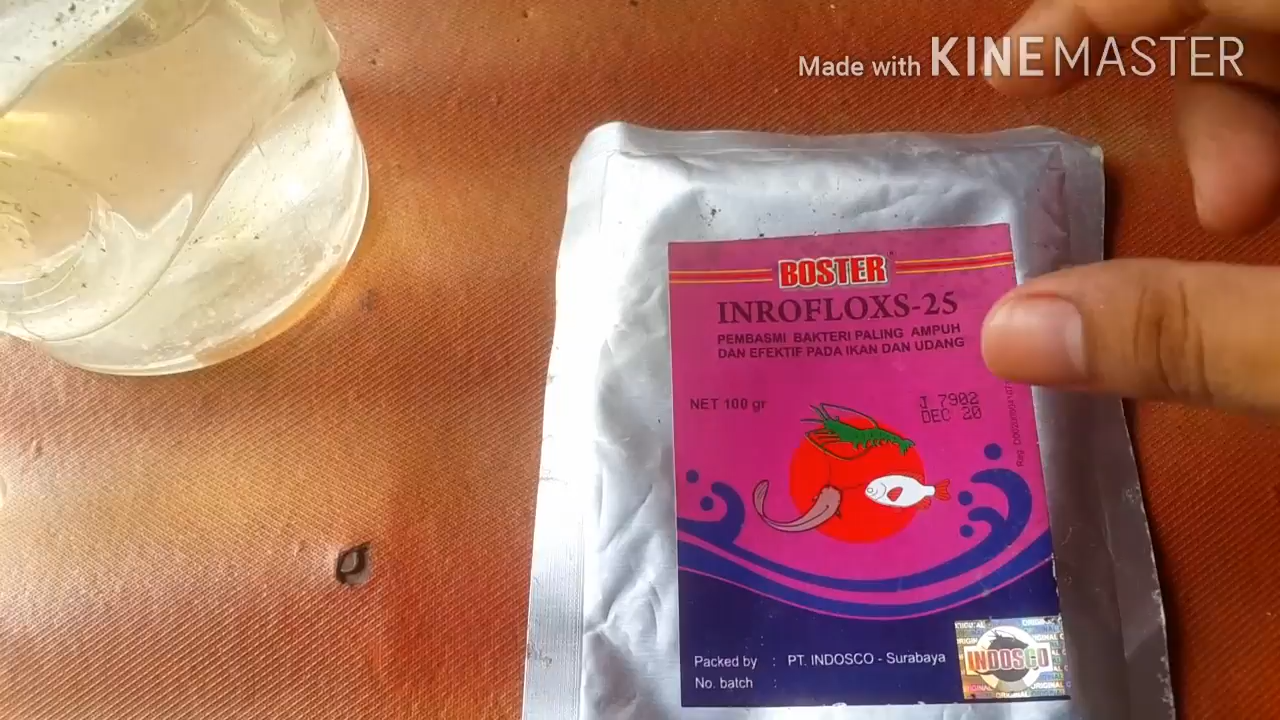 Made with KINEMASTER
BOSTER
INROFLOXS-25
PEMBASMI BAKTERI PALING AMPUH
DAN EFEKTIF PADA IKAN DAN UDANG
NET 100 gr
J 7902
DEC 20
Packed by : PT. INDOSCO - Surabaya
No. batch :
INDOSCO